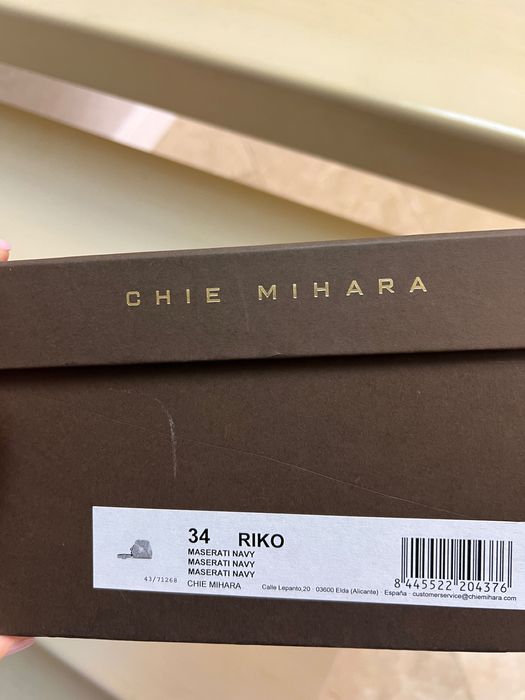 CHIE MIHARA
34 RIKO
MASERATI NAVY
MASERATI NAVY
MASERATI NAVY
43/71268 CHIE MIHARA
8 445522 204376
Calle Lepanto,20 · 03600 Elda (Alicante) · España · customerservice@chiemihara.com